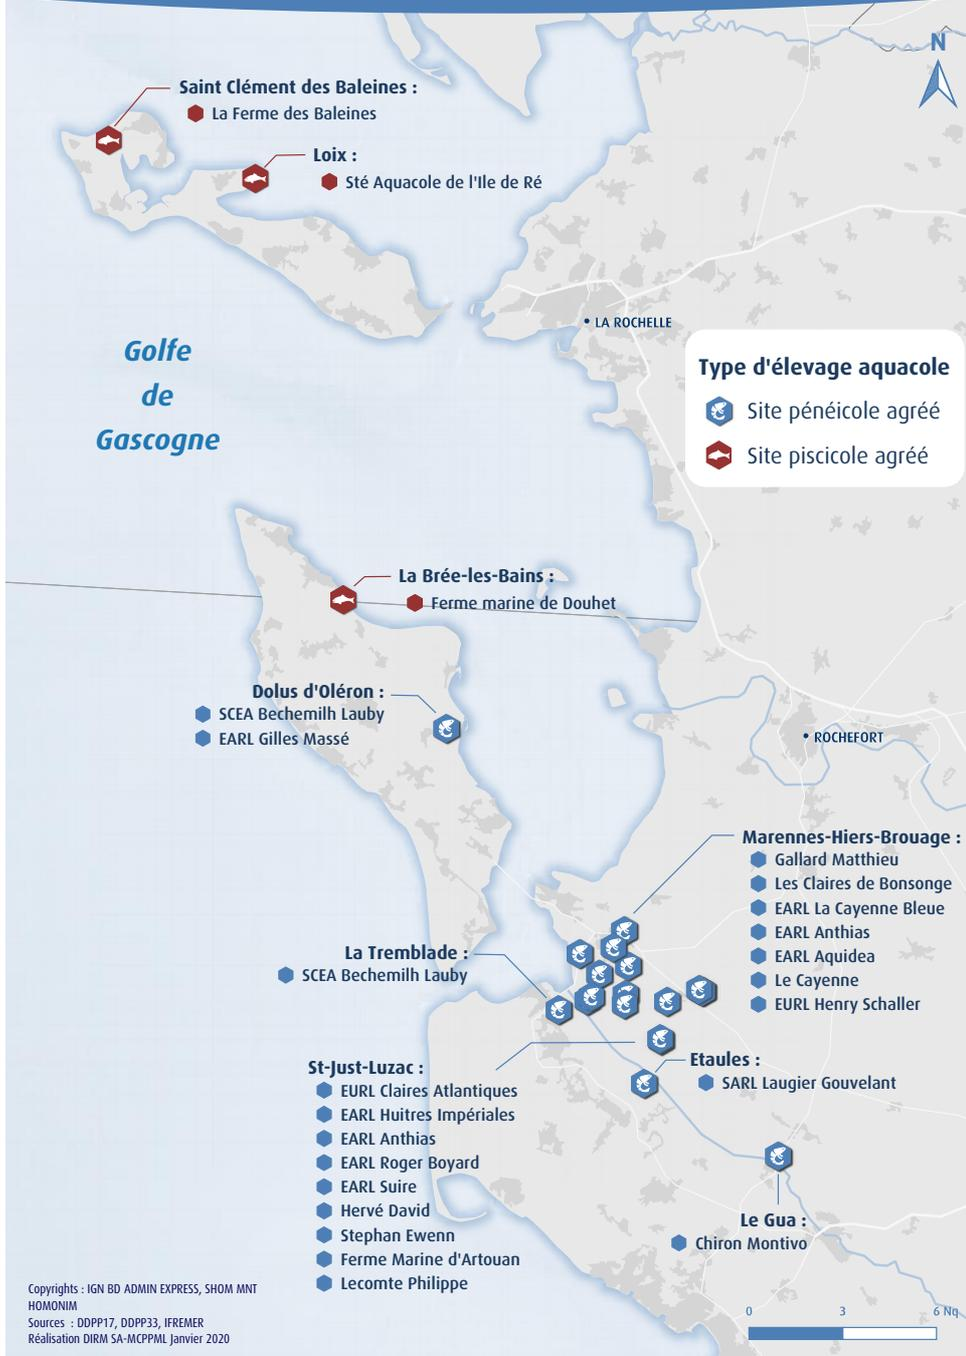 N
Saint Clément des Baleines :
La Ferme des Baleines
Loix :
Sté Aquacole de l'Ile de Ré
LA ROCHELLE
Golfe
de
Gascogne
Type d'élevage aquacole
Site pénéicole agréé
Site piscicole agréé
La Brée-les-Bains :
Ferme marine de Douhet
Dolus d'Oléron :
SCEA Bechemilh Lauby
EARL Gilles Massé
ROCHEFORT
Marennes-Hiers-Brouage :
Gallard Matthieu
Les Claires de Bonsonge
EARL La Cayenne Bleue
EARL Anthias
EARL Aquidea
Le Cayenne
EURL Henry Schaller
La Tremblade :
SCEA Bechemilh Lauby
St-Just-Luzac :
EURL Claires Atlantiques
EARL Huitres Impériales
EARL Anthias
EARL Roger Boyard
EARL Suire
Hervé David
Stephan Ewenn
Ferme Marine d'Artouan
Lecomte Philippe
Etaules :
SARL Laugier Gouvelant
Le Gua :
Chiron Montivo
Copyrights : IGN BD ADMIN EXPRESS, SHOM MNT
HOMONIM
Sources : DDPP17, DDPP33, IFREMER
Réalisation DIRM SA-MCPPML Janvier 2020
0 3 6 Nq